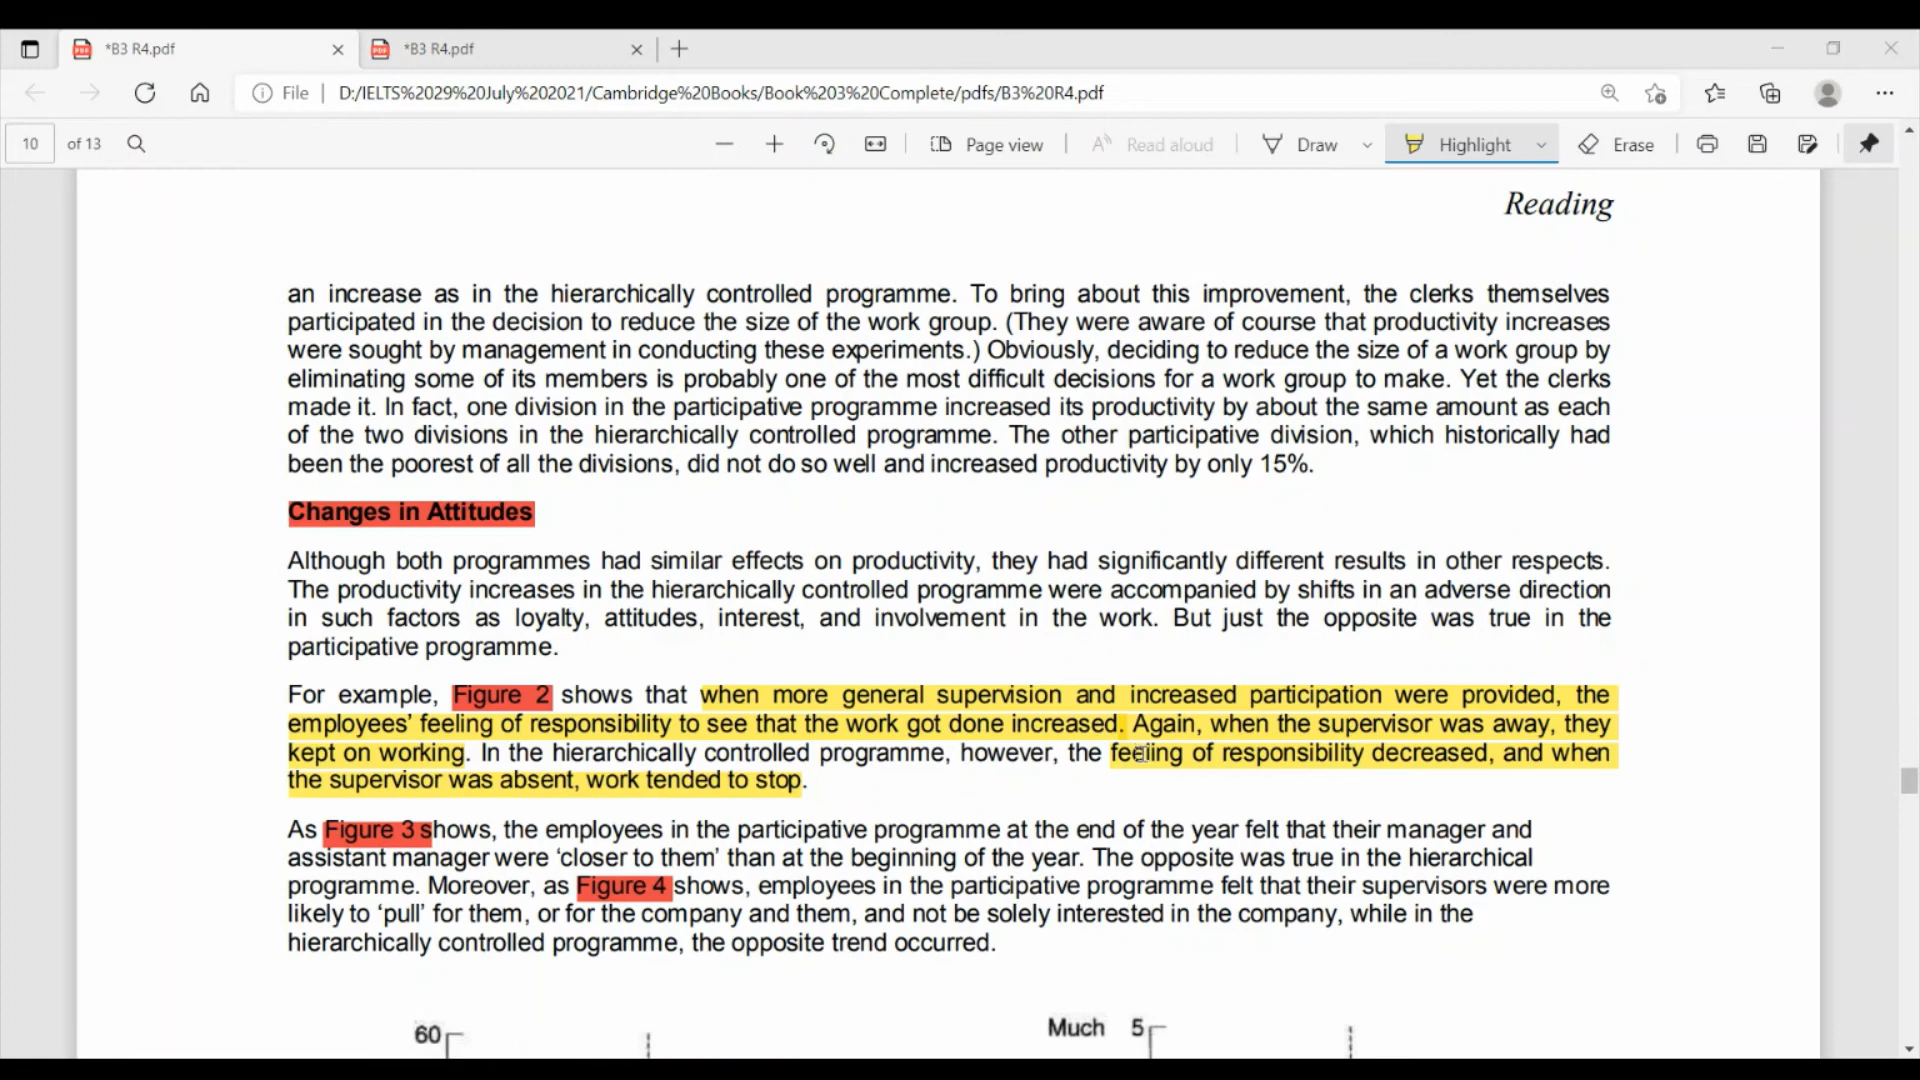 *B3 R4.pdf
*B3 R4.pdf
File
D:/IELTS%2029%20July%202021/Cambridge%20Books/Book%203%20Complete/pdfs/B3%20R4.pdf
10 of 13
Page view
Read aloud
Draw
Highlight
Erase
Reading
an increase as in the hierarchically controlled programme. To bring about this improvement, the clerks themselves
participated in the decision to reduce the size of the work group. (They were aware of course that productivity increases
were sought by management in conducting these experiments.) Obviously, deciding to reduce the size of a work group by
eliminating some of its members is probably one of the most difficult decisions for a work group to make. Yet the clerks
made it. In fact, one division in the participative programme increased its productivity by about the same amount as each
of the two divisions in the hierarchically controlled programme. The other participative division, which historically had
been the poorest of all the divisions, did not do so well and increased productivity by only 15%.
Changes in Attitudes
Although both programmes had similar effects on productivity, they had significantly different results in other respects.
The productivity increases in the hierarchically controlled programme were accompanied by shifts in an adverse direction
in such factors as loyalty, attitudes, interest, and involvement in the work. But just the opposite was true in the
participative programme.
For example, Figure 2 shows that when more general supervision and increased participation were provided, the
employees’ feeling of responsibility to see that the work got done increased. Again, when the supervisor was away, they
kept on working. In the hierarchically controlled programme, however, the feeling of responsibility decreased, and when
the supervisor was absent, work tended to stop.
As Figure 3 shows, the employees in the participative programme at the end of the year felt that their manager and
assistant manager were ‘closer to them’ than at the beginning of the year. The opposite was true in the hierarchical
programme. Moreover, as Figure 4 shows, employees in the participative programme felt that their supervisors were more
likely to ‘pull’ for them, or for the company and them, and not be solely interested in the company, while in the
hierarchically controlled programme, the opposite trend occurred.
60
Much 5